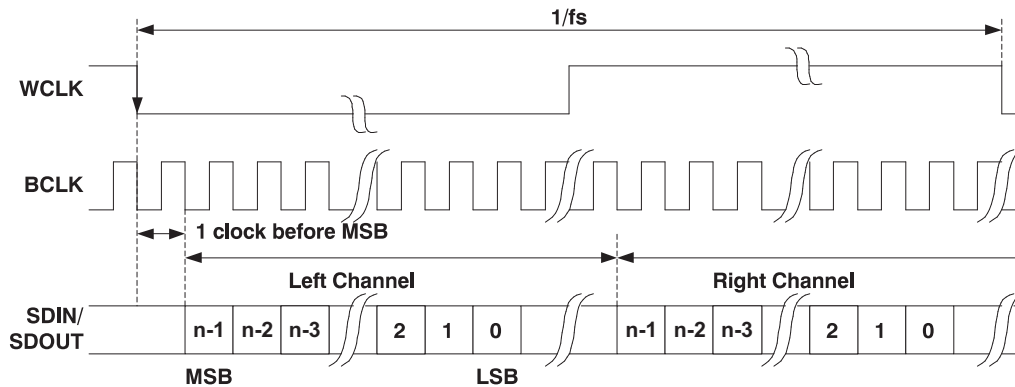 1/fs
WCLK
BCLK
1 clock before MSB
Left Channel
Right Channel
SDIN/
SDOUT
n-1 n-2 n-3 2 1 0 n-1 n-2 n-3 2 1 0
MSB LSB